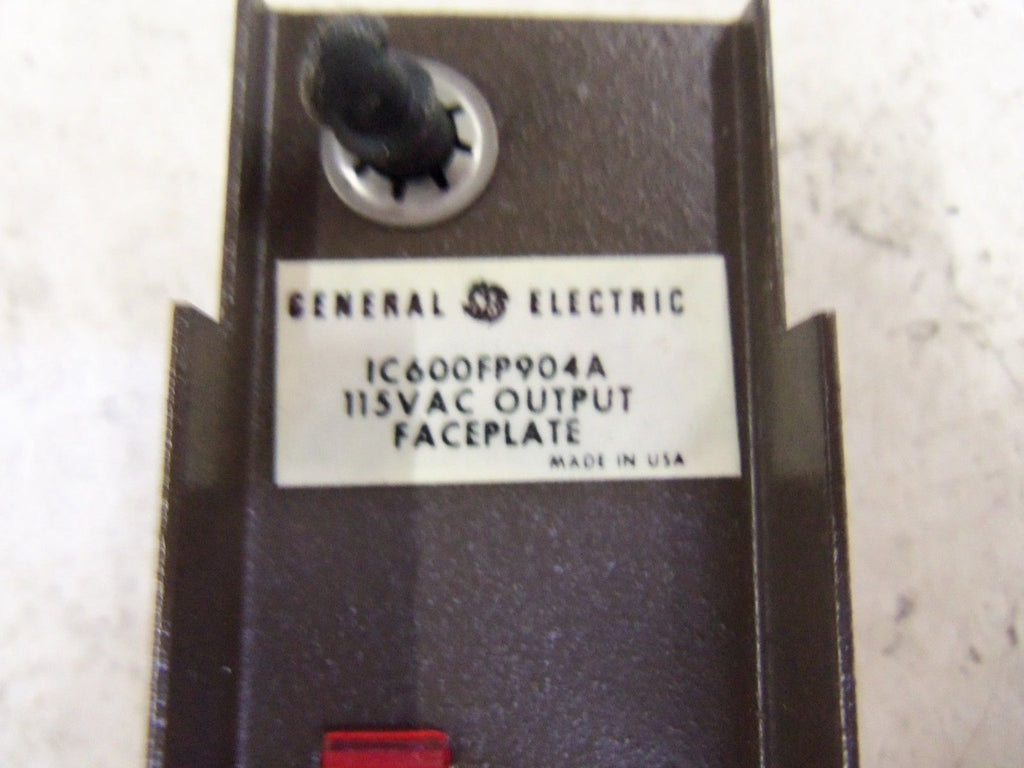 GENERAL ELECTRIC
IC600FP904A
115VAC OUTPUT
FACEPLATE
MADE IN USA